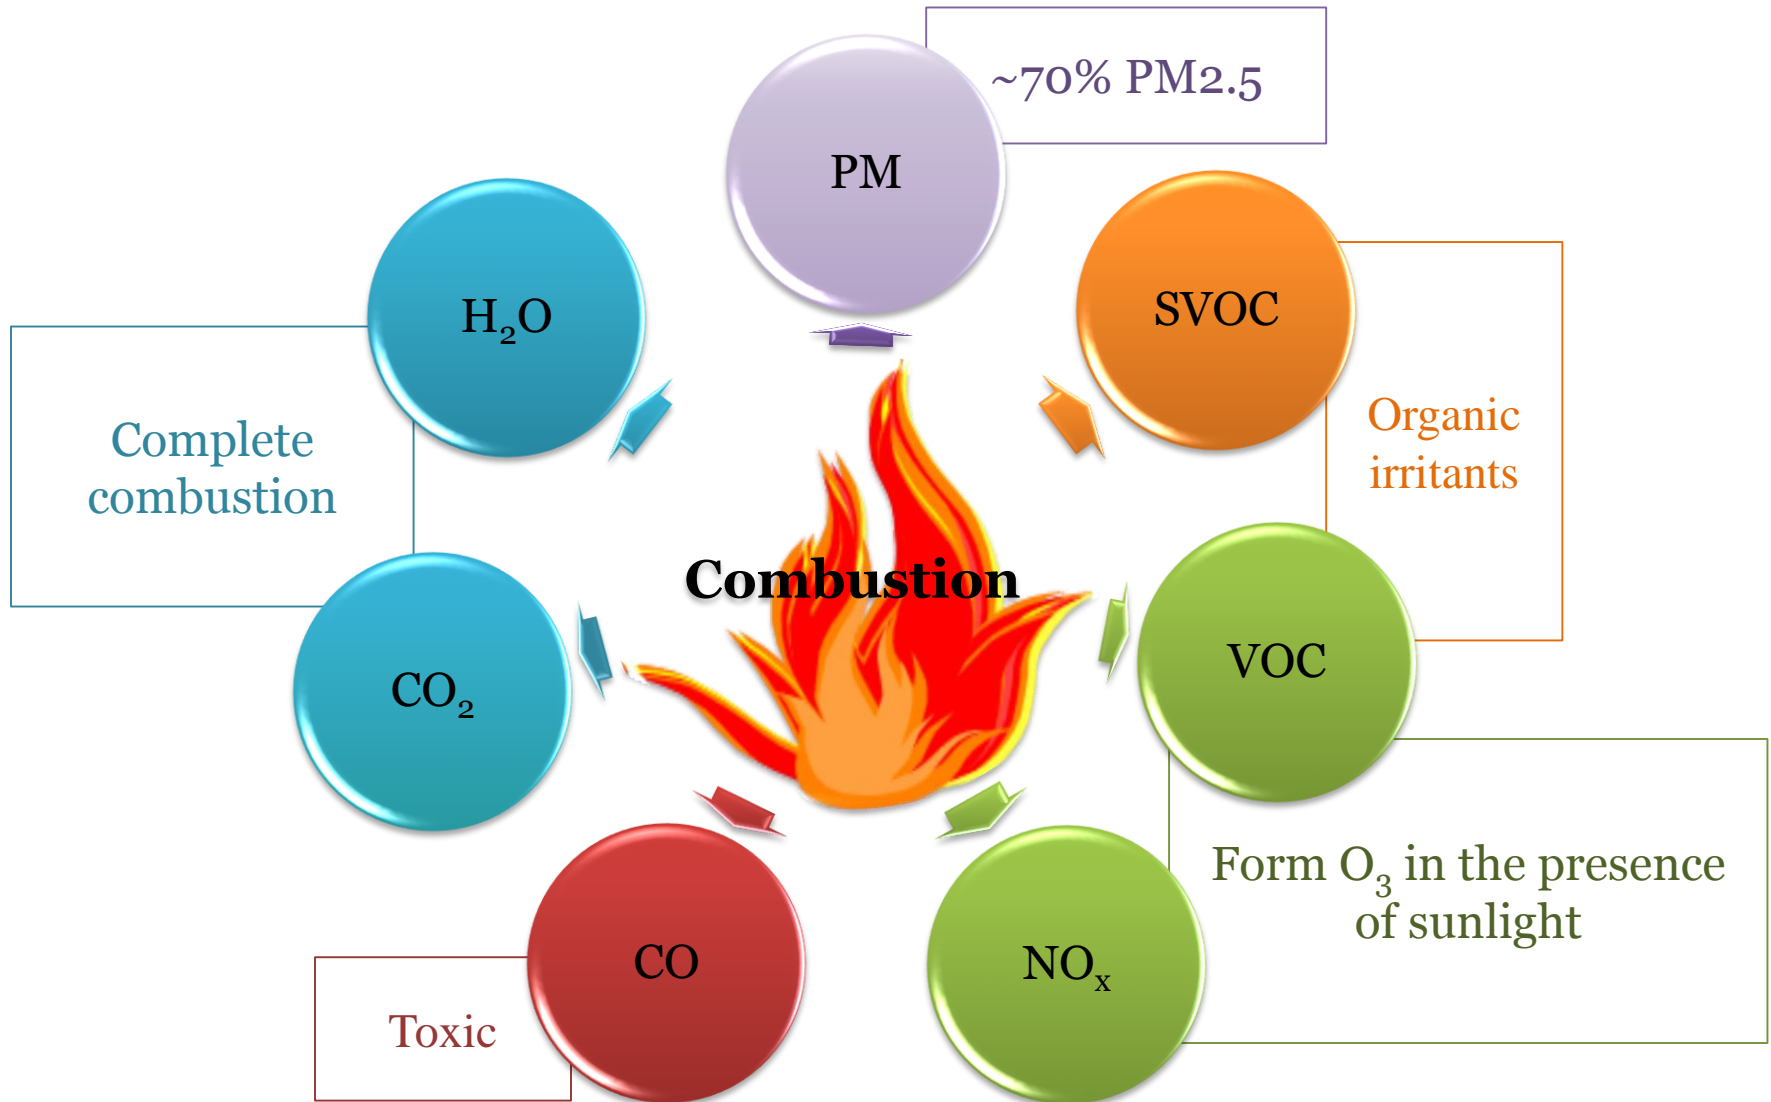 ~70% PM2.5
PM
SVOC
H₂O
Organic
irritants
Complete
combustion
Combustion
VOC
CO₂
Form O₃ in the presence
of sunlight
CO
NOₓ
Toxic